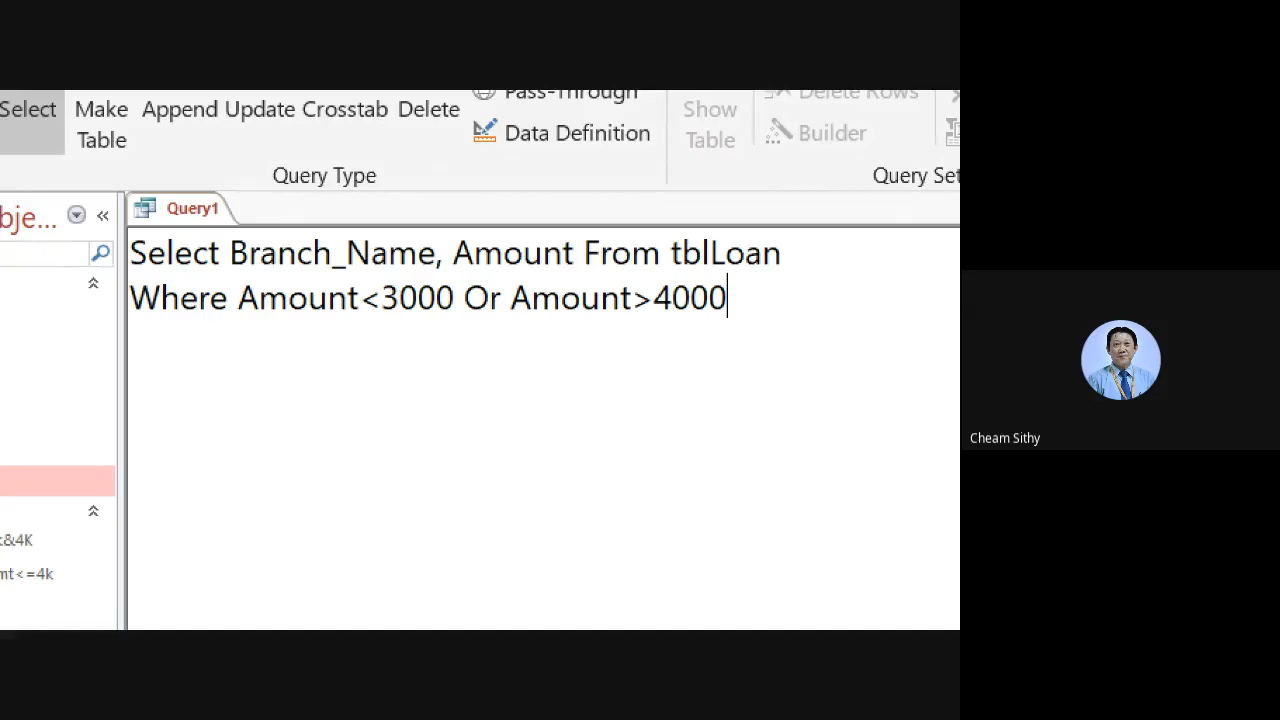 Pass-Through
Delete Rows
Select
Make
Table
Append
Update
Crosstab
Delete
Data Definition
Show
Table
Builder
Query Type
Query Set
bje...
«
Query1
Select Branch_Name, Amount From tblLoan
Where Amount<3000 Or Amount>4000
&4K
mt<=4k
Cheam Sithy